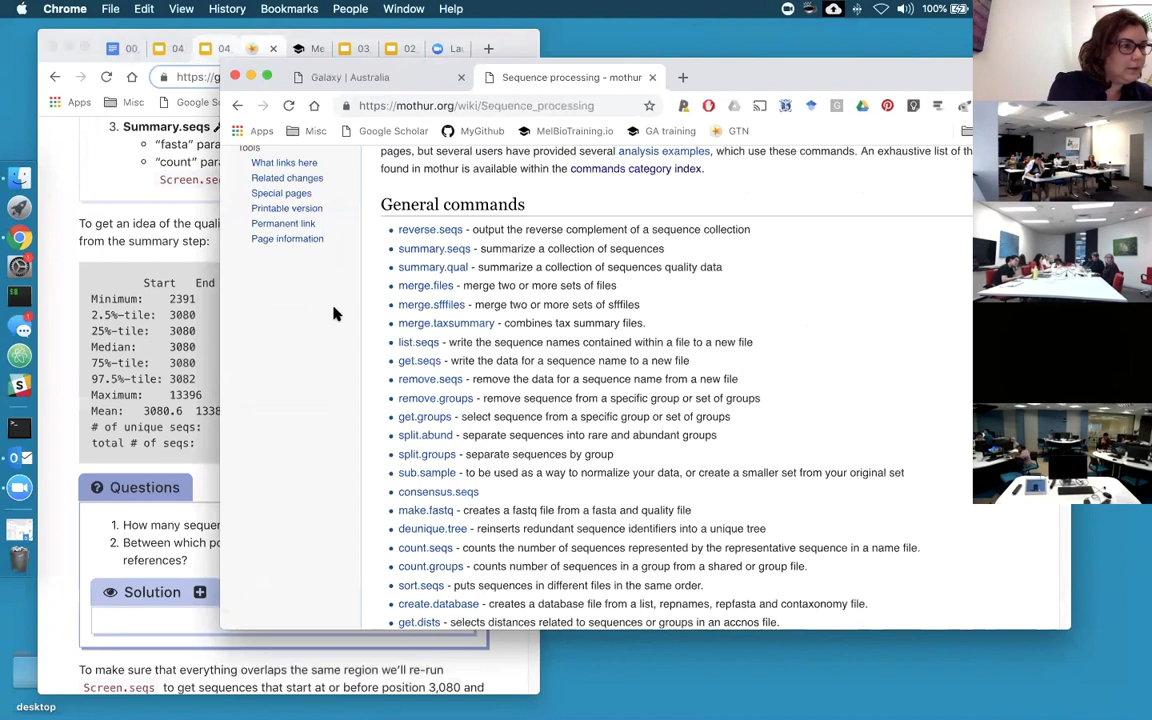 Chrome File Edit View History Bookmarks People Window Help 100%
00 04 04 Me 03 02 Lau
https://g
Apps Misc Google Sc
Galaxy | Australia
Sequence processing - mothur
https://mothur.org/wiki/Sequence_processing
Apps Misc Google Scholar MyGithub MelBioTraining.io GA training GTN
3. Summary.seqs
"fasta" para
"count" para
Screen.se
To get an idea of the quali
from the summary step:
Start End
Minimum: 2391
2.5%-tile: 3080
25%-tile: 3080
Median: 3080
75%-tile: 3080
97.5%-tile: 3082
Maximum: 13396
Mean: 3080.6 1338
# of unique seqs:
total # of seqs:
Questions
1. How many sequen
2. Between which po
references?
Solution
To make sure that everything overlaps the same region we'll re-run
Screen.seqs to get sequences that start at or before position 3,080 and
Tools
What links here
Related changes
Special pages
Printable version
Permanent link
Page information
pages, but several users have provided several analysis examples, which use these commands. An exhaustive list of the
found in mothur is available within the commands category index.
General commands
reverse.seqs - output the reverse complement of a sequence collection
summary.seqs - summarize a collection of sequences
summary.qual - summarize a collection of sequences quality data
merge.files - merge two or more sets of files
merge.sfffiles - merge two or more sets of sfffiles
merge.taxsummary - combines tax summary files.
list.seqs - write the sequence names contained within a file to a new file
get.seqs - write the data for a sequence name to a new file
remove.seqs - remove the data for a sequence name from a new file
remove.groups - remove sequence from a specific group or set of groups
get.groups - select sequence from a specific group or set of groups
split.abund - separate sequences into rare and abundant groups
split.groups - separate sequences by group
sub.sample - to be used as a way to normalize your data, or create a smaller set from your original set
consensus.seqs
make.fastq - creates a fastq file from a fasta and quality file
deunique.tree - reinserts redundant sequence identifiers into a unique tree
count.seqs - counts the number of sequences represented by the representative sequence in a name file.
count.groups - counts number of sequences in a group from a shared or group file.
sort.seqs - puts sequences in different files in the same order.
create.database - creates a database file from a list, repnames, repfasta and contaxonomy file.
get.dists - selects distances related to sequences or groups in an accnos file.
desktop